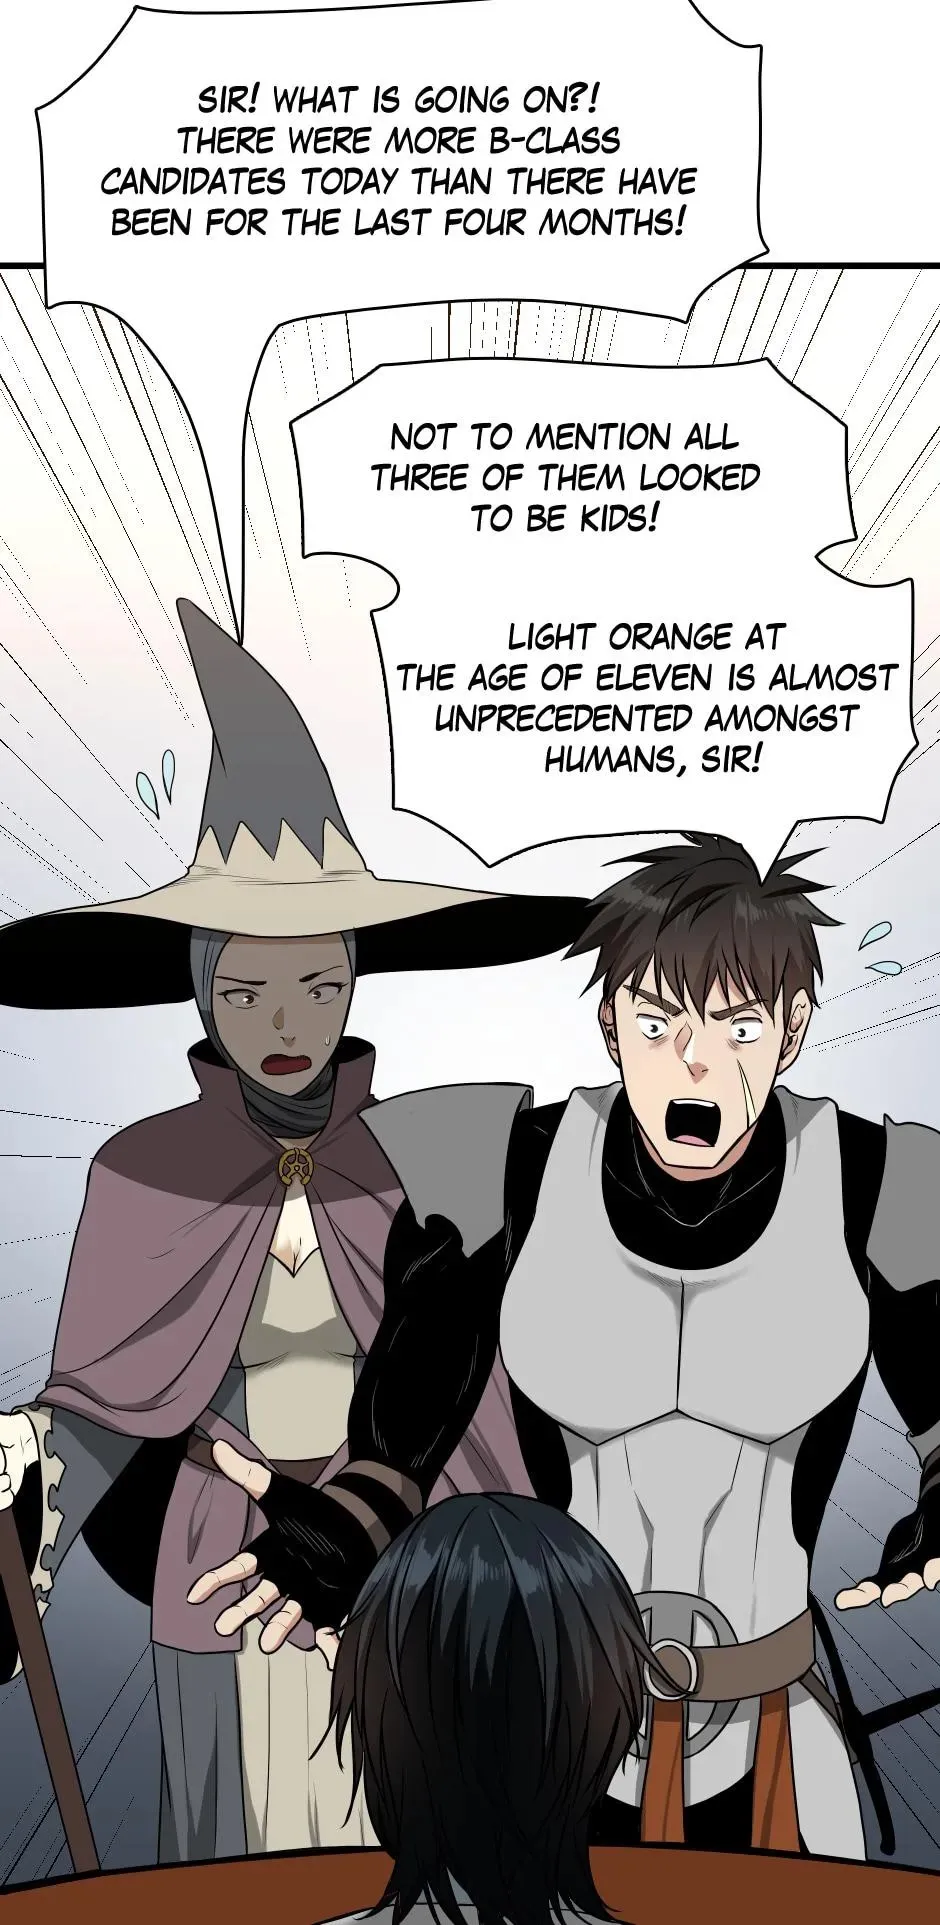 SIR! WHAT IS GOING ON?!
THERE WERE MORE B-CLASS
CANDIDATES TODAY THAN THERE HAVE
BEEN FOR THE LAST FOUR MONTHS!
NOT TO MENTION ALL
THREE OF THEM LOOKED
TO BE KIDS!
LIGHT ORANGE AT
THE AGE OF ELEVEN IS ALMOST
UNPRECEDENTED AMONGST
HUMANS, SIR!